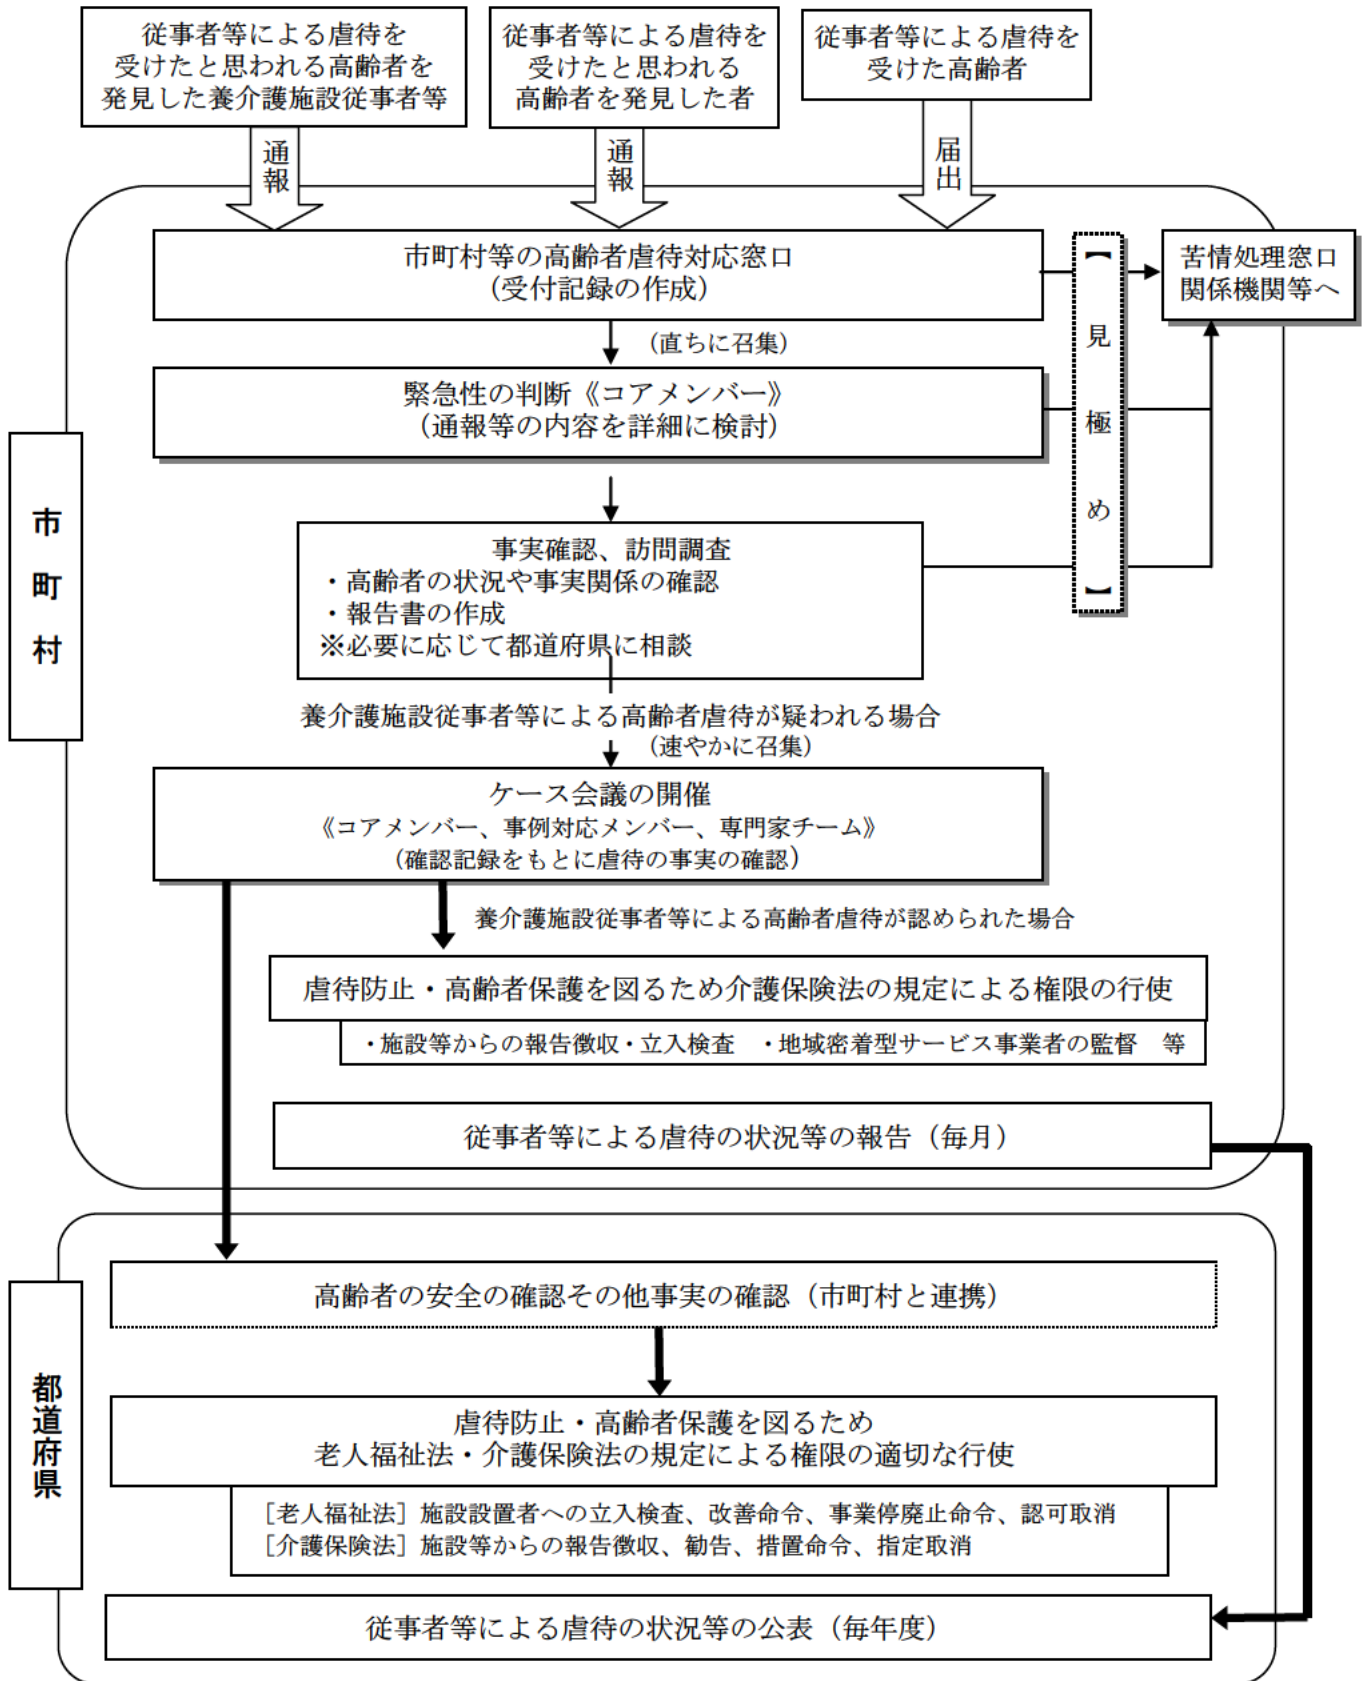 従事者等による虐待を
受けたと思われる高齢者を
発見した養介護施設従事者等
従事者等による虐待を
受けたと思われる
高齢者を発見した者
従事者等による虐待を
受けた高齢者
通報
通報
届出
市町村等の高齢者虐待対応窓口
(受付記録の作成)
【見極め】
苦情処理窓口
関係機関等へ
(直ちに召集)
緊急性の判断《コアメンバー》
(通報等の内容を詳細に検討)
市町村
事実確認、訪問調査
・高齢者の状況や事実関係の確認
・報告書の作成
※必要に応じて都道府県に相談
養介護施設従事者等による高齢者虐待が疑われる場合
(速やかに召集)
ケース会議の開催
《コアメンバー、事例対応メンバー、専門家チーム》
(確認記録をもとに虐待の事実の確認)
養介護施設従事者等による高齢者虐待が認められた場合
虐待防止・高齢者保護を図るため介護保険法の規定による権限の行使
・施設等からの報告徴収・立入検査　・地域密着型サービス事業者の監督　等
従事者等による虐待の状況等の報告（毎月）
都道府県
高齢者の安全の確認その他事実の確認（市町村と連携）
虐待防止・高齢者保護を図るため
老人福祉法・介護保険法の規定による権限の適切な行使
［老人福祉法］施設設置者への立入検査、改善命令、事業停廃止命令、認可取消
［介護保険法］施設等からの報告徴収、勧告、措置命令、指定取消
従事者等による虐待の状況等の公表（毎年度）